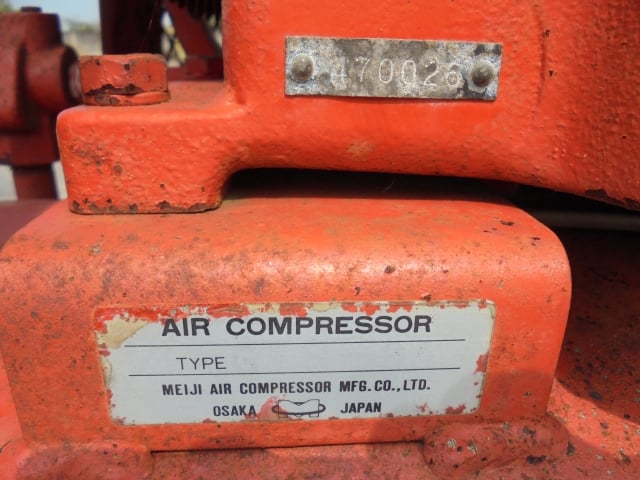 470026
AIR COMPRESSOR
TYPE
MEIJI AIR COMPRESSOR MFG.CO.,LTD.
OSAKA JAPAN